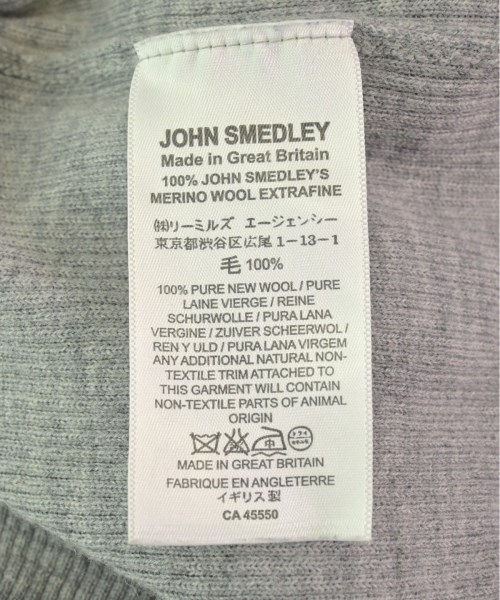 JOHN SMEDLEY
Made in Great Britain
100% JOHN SMEDLEY'S
MERINO WOOL EXTRAFINE
㈱リーミルズ エージェンシー
東京都渋谷区広尾1-13-1
毛 100%
100% PURE NEW WOOL / PURE
LAINE VIERGE / REINE
SCHURWOLLE / PURA LANA
VERGINE / ZUIVER SCHEERWOL /
REN Y ULD / PURA LANA VIRGEM
ANY ADDITIONAL NATURAL NON-
TEXTILE TRIM ATTACHED TO
THIS GARMENT WILL CONTAIN
NON-TEXTILE PARTS OF ANIMAL
ORIGIN
中 ドライ
MADE IN GREAT BRITAIN
FABRIQUE EN ANGLETERRE
イギリス製
CA 45550